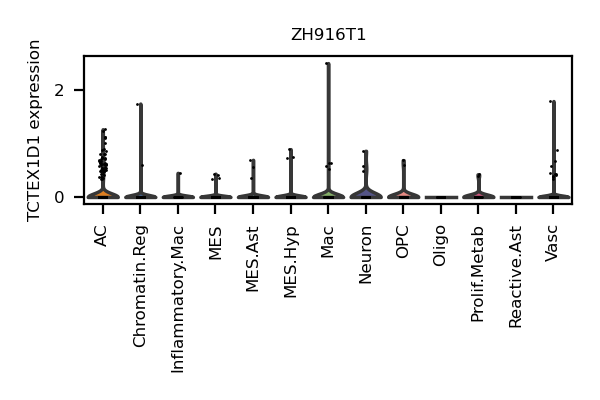 ZH916T1
TCTEX1D1 expression
2
0
AC
Chromatin.Reg
Inflammatory.Mac
MES
MES.Ast
MES.Hyp
Mac
Neuron
OPC
Oligo
Prolif.Metab
Reactive.Ast
Vasc